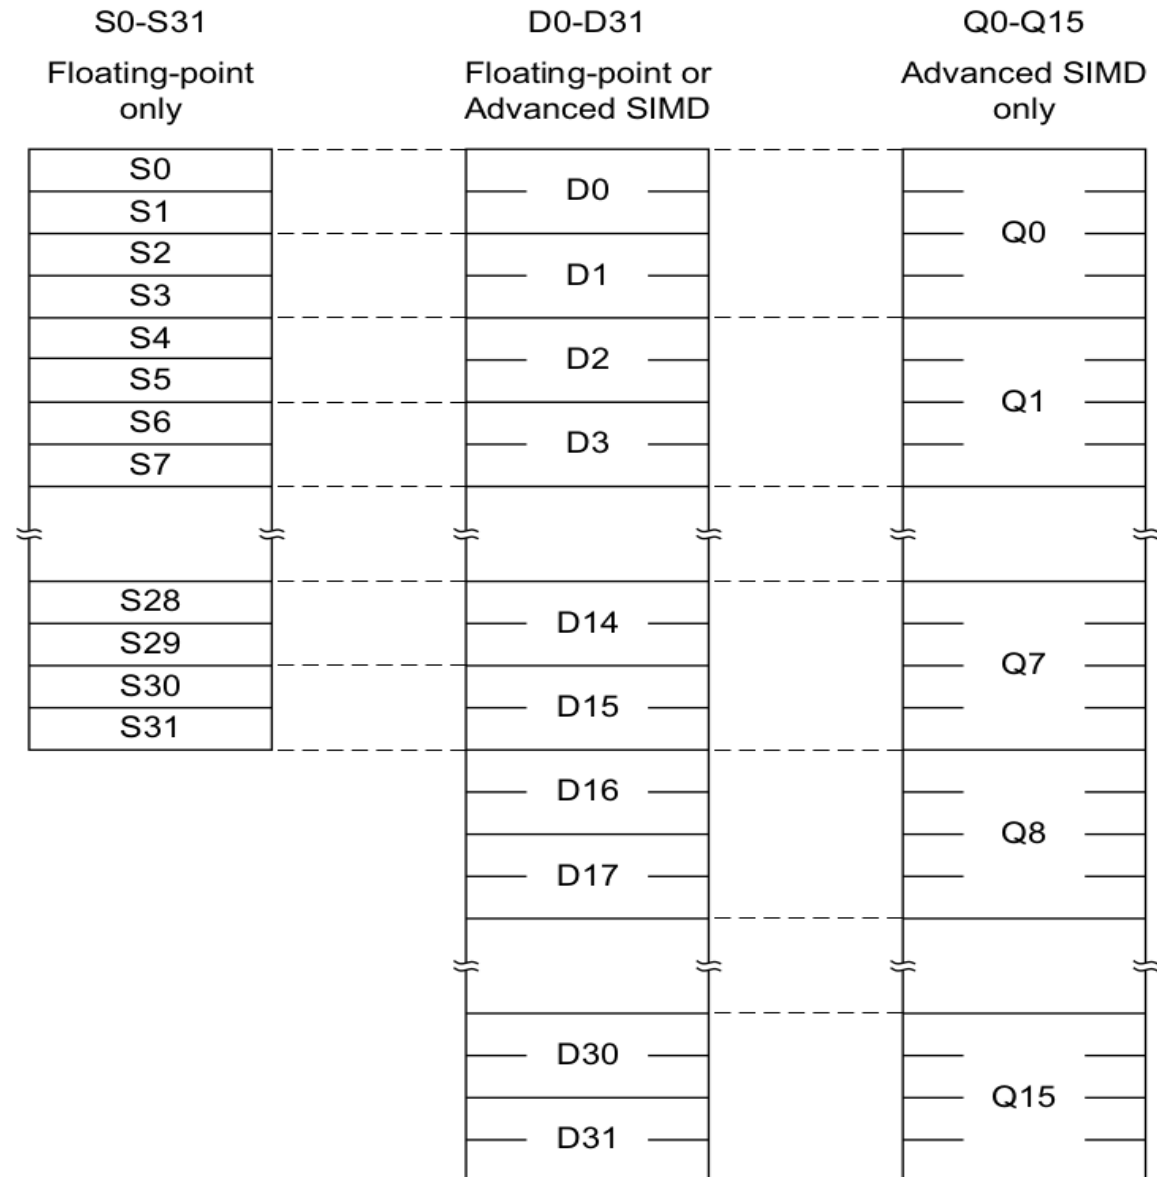 S0-S31
D0-D31
Q0-Q15
Floating-point
only
Floating-point or
Advanced SIMD
Advanced SIMD
only
S0
S1
S2
S3
S4
S5
S6
S7
S28
S29
S30
S31
D0
D1
D2
D3
D14
D15
D16
D17
D30
D31
Q0
Q1
Q7
Q8
Q15